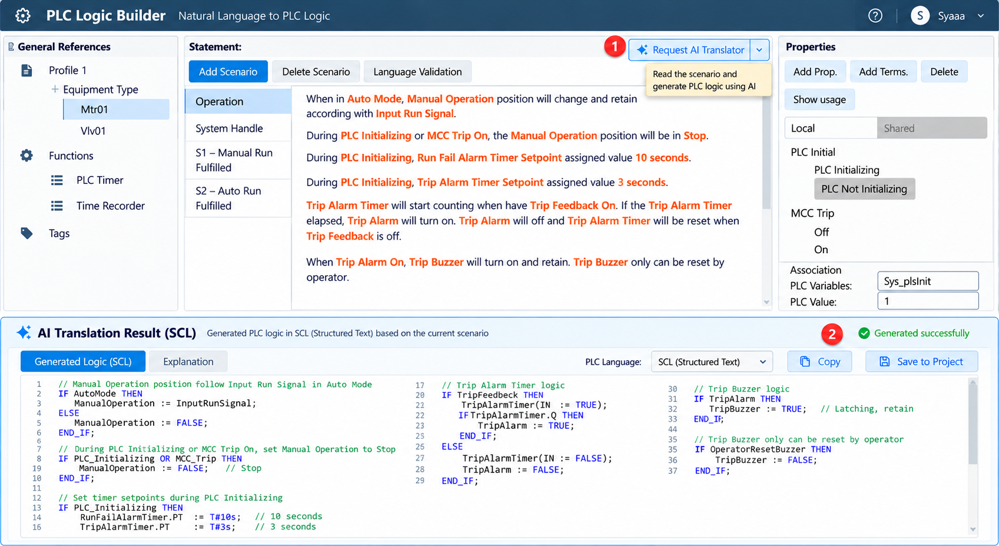 PLC Logic Builder Natural Language to PLC Logic
? S Syaaa
General References
Profile 1
+ Equipment Type
Mtr01
Vlv01
Functions
PLC Timer
Time Recorder
Tags
Statement:
1 Request AI Translator
Read the scenario and
generate PLC logic using AI
Add Scenario Delete Scenario Language Validation
Operation
System Handle
S1 – Manual Run
Fulfilled
S2 – Auto Run
Fulfilled
When in Auto Mode, Manual Operation position will change and retain
according with Input Run Signal.
During PLC Initializing or MCC Trip On, the Manual Operation position will be in Stop.
During PLC Initializing, Run Fail Alarm Timer Setpoint assigned value 10 seconds.
During PLC Initializing, Trip Alarm Timer Setpoint assigned value 3 seconds.
Trip Alarm Timer will start counting when have Trip Feedback On. If the Trip Alarm Timer
elapsed, Trip Alarm will turn on. Trip Alarm will off and Trip Alarm Timer will be reset when
Trip Feedback is off.
When Trip Alarm On, Trip Buzzer will turn on and retain. Trip Buzzer only can be reset by
operator.
Properties
Add Prop. Add Terms. Delete
Show usage
Local Shared
PLC Initial
PLC Initializing
PLC Not Initializing
MCC Trip
Off
On
Association
PLC Variables: Sys_plsInit
PLC Value: 1
AI Translation Result (SCL) Generated PLC logic in SCL (Structured Text) based on the current scenario
2 Generated successfully
Generated Logic (SCL) Explanation
PLC Language: SCL (Structured Text) Copy Save to Project
1 // Manual Operation position follow Input Run Signal in Auto Mode
2 IF AutoMode THEN
3 ManualOperation := InputRunSignal;
4 ELSE
5 ManualOperation := FALSE;
6 END_IF;
6
7 // During PLC Initializing or MCC Trip On, set Manual Operation to Stop
8 IF PLC_Initializing OR MCC_Trip THEN
19 ManualOperation := FALSE; // Stop
10 END_IF;
11
12 // Set timer setpoints during PLC Initializing
13 IF PLC_Initializing THEN
14 RunFailAlarmTimer.PT := T#10s; // 10 seconds
16 TripAlarmTimer.PT := T#3s; // 3 seconds
17 // Trip Alarm Timer logic
20 IF TripFeedbeck THEN
22 TripAlarmTimer(IN := TRUE);
22 IF TripAlarmTimer.Q THEN
23 TripAlarm := TRUE;
END_IF;
26 ELSE
27 TripAlarmTimer(IN := FALSE);
28 TripAlarm := FALSE;
29 END_IF;
30 // Trip Buzzer logic
31 IF TripAlarm THEN
32 TripBuzzer := TRUE; // Latching, retain
33 END_IF;
44
35 // Trip Buzzer only can be reset by operator
35 IF OperatorResetBuzzer THEN
36 TripBuzzer := FALSE;
37 END_IF;